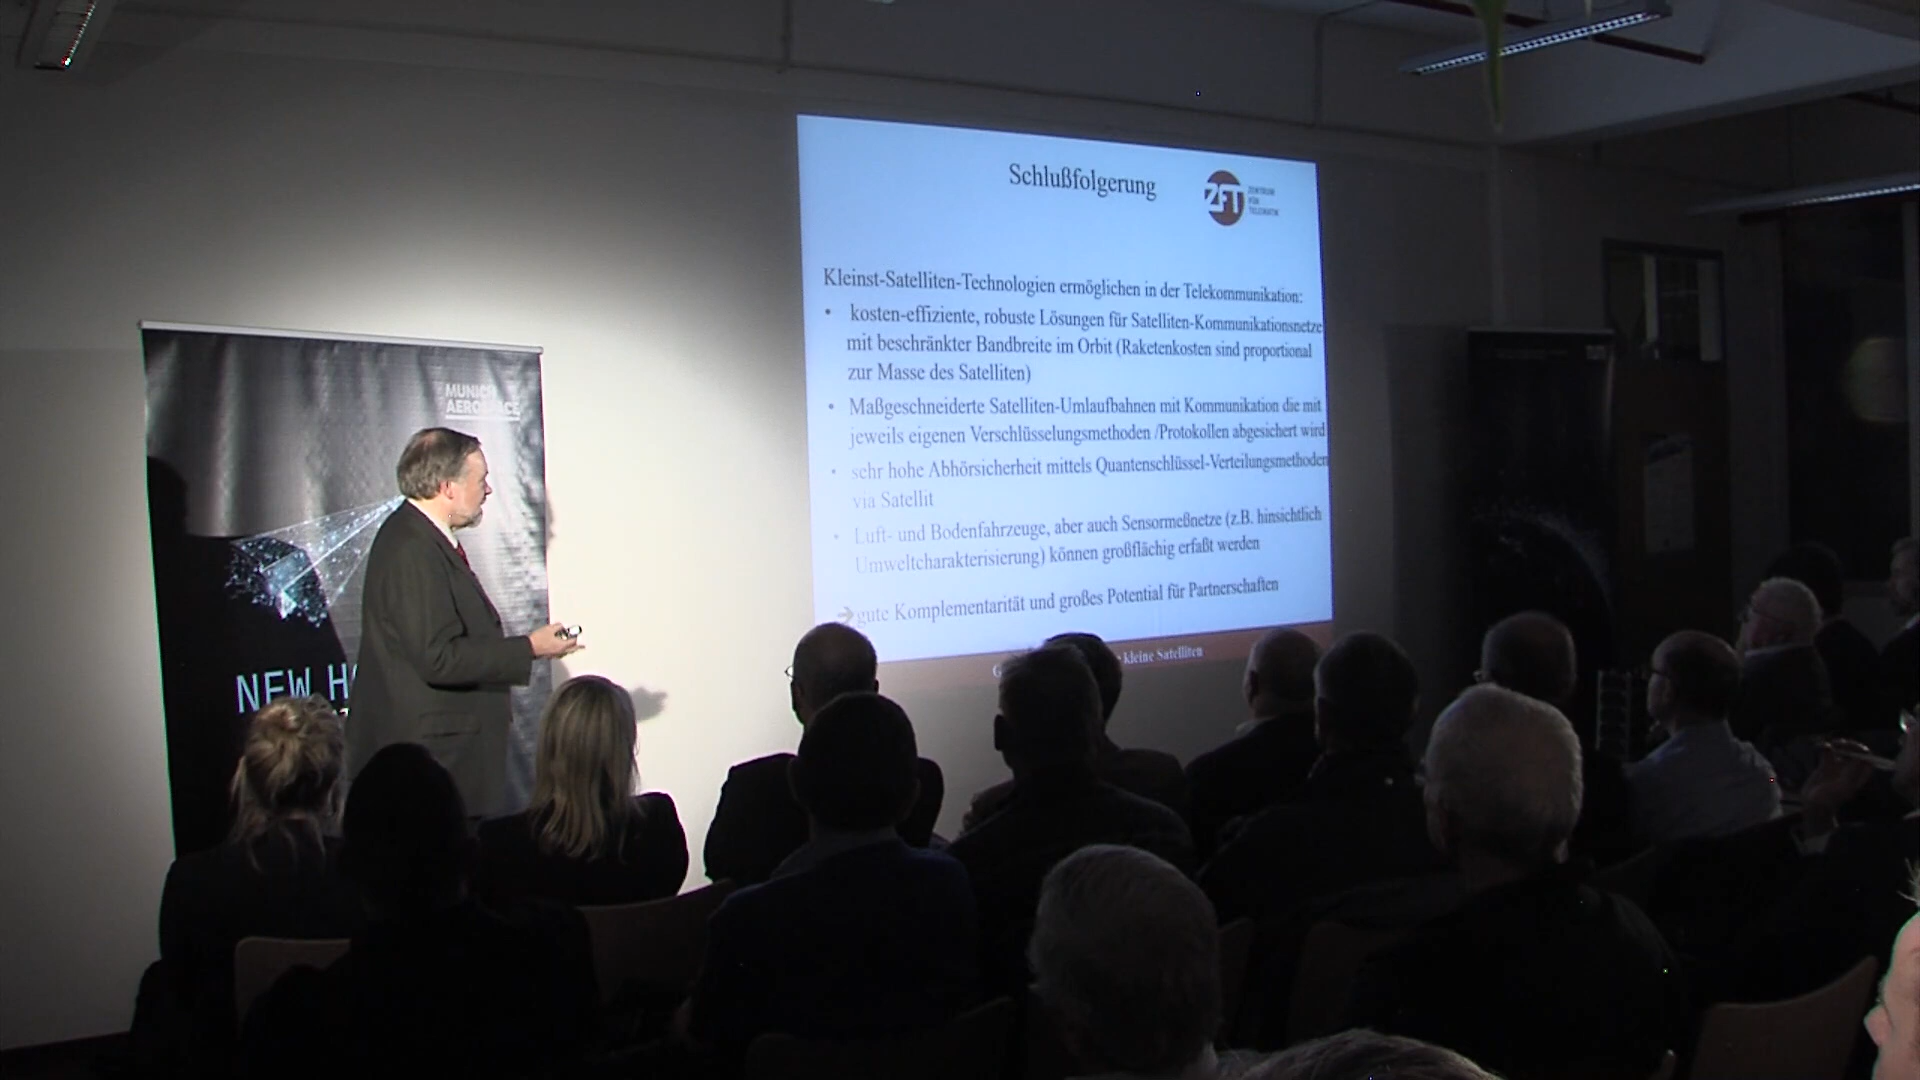 Schlußfolgerung
ZFT
ZENTRUM
FÜR
TELEMATIK
Kleinst-Satelliten-Technologien ermöglichen in der Telekommunikation:
• kosten-effiziente, robuste Lösungen für Satelliten-Kommunikationsnetze
mit beschränkter Bandbreite im Orbit (Raketenkosten sind proportional
zur Masse des Satelliten)
• Maßgeschneiderte Satelliten-Umlaufbahnen mit Kommunikation die mit
jeweils eigenen Verschlüsselungsmethoden /Protokollen abgesichert wird
• sehr hohe Abhörsicherheit mittels Quantenschlüssel-Verteilungsmethoden
via Satellit
• Luft- und Bodenfahrzeuge, aber auch Sensormeßnetze (z.B. hinsichtlich
Umweltcharakterisierung) können großflächig erfaßt werden
→ gute Komplementarität und großes Potential für Partnerschaften
kleine Satelliten
MUNICH
AEROSPACE
NEW